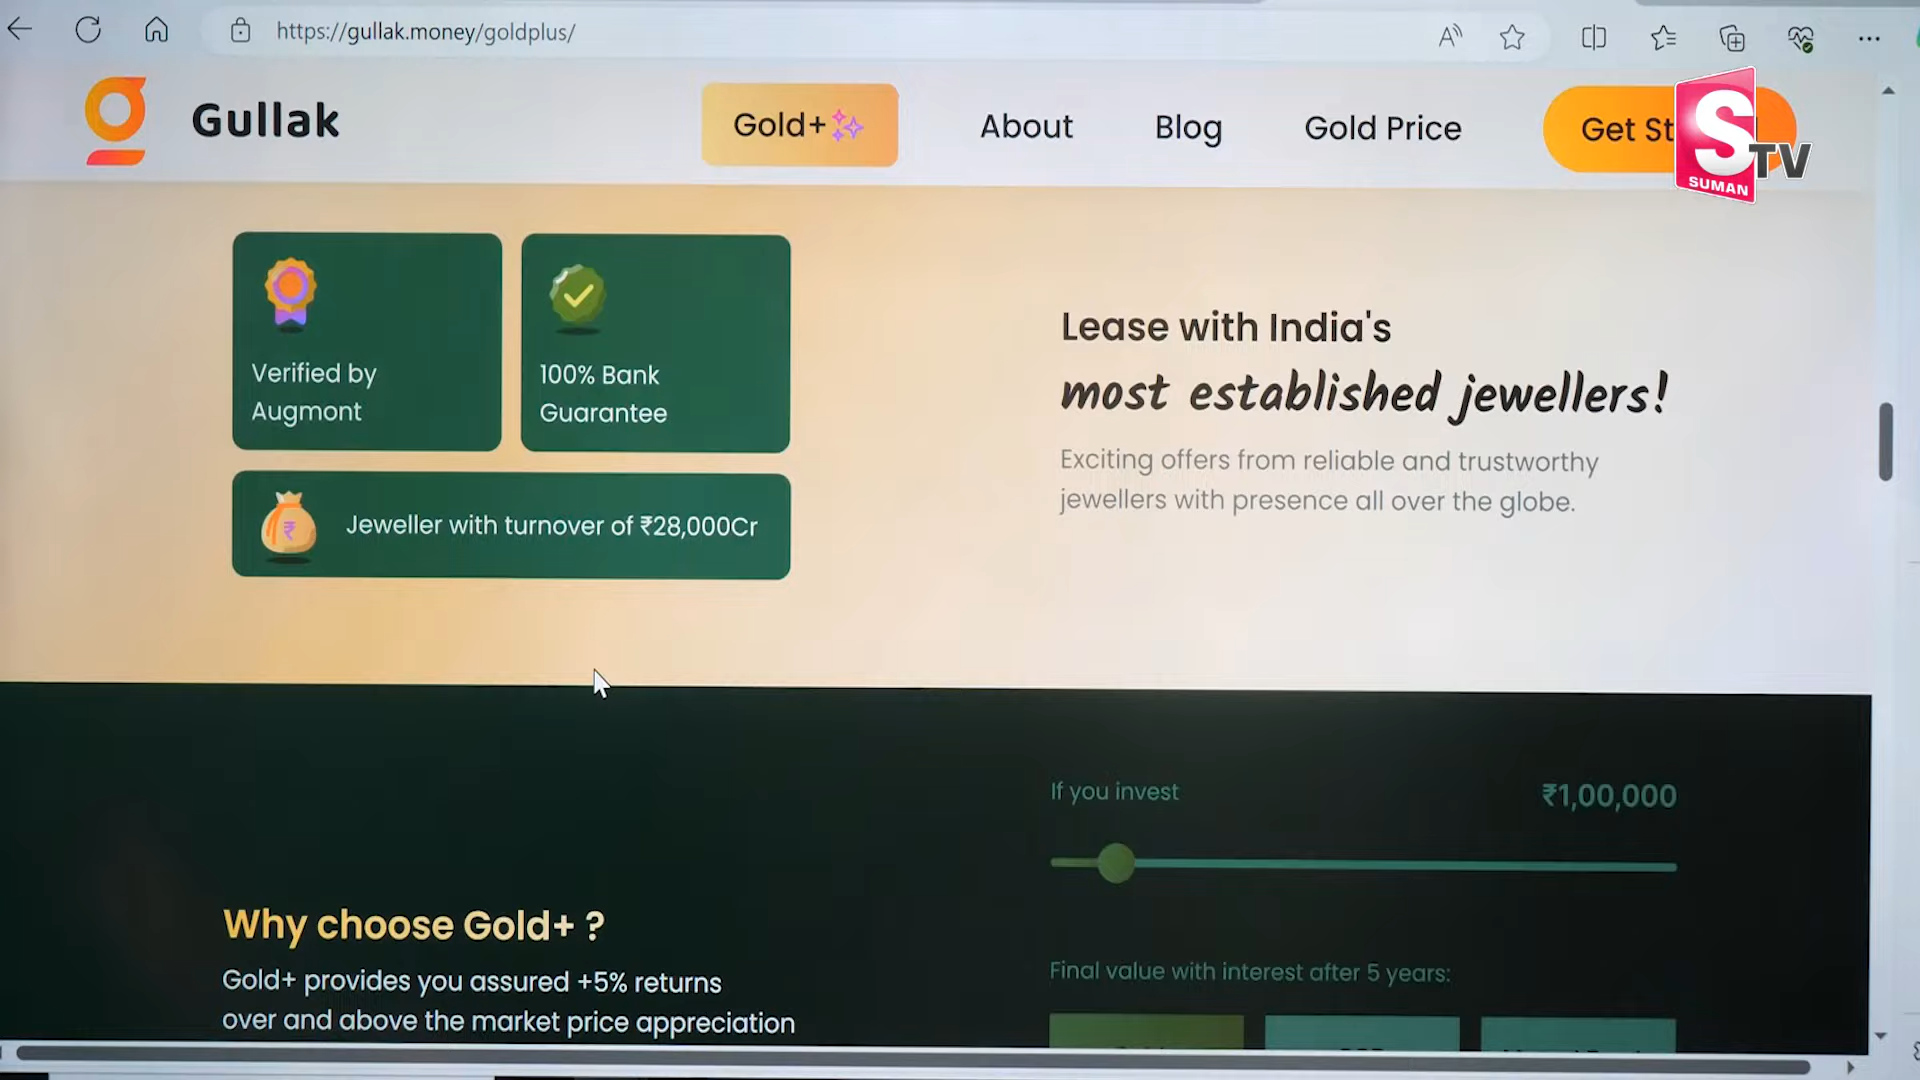 https://gullak.money/goldplus/
Gullak
Gold+
About
Blog
Gold Price
Get St
S
TV
SUMAN
Verified by
Augmont
100% Bank
Guarantee
Jeweller with turnover of ₹28,000Cr
Lease with India's
most established jewellers!
Exciting offers from reliable and trustworthy
jewellers with presence all over the globe.
If you invest
₹1,00,000
Why choose Gold+ ?
Gold+ provides you assured +5% returns
over and above the market price appreciation
Final value with interest after 5 years: